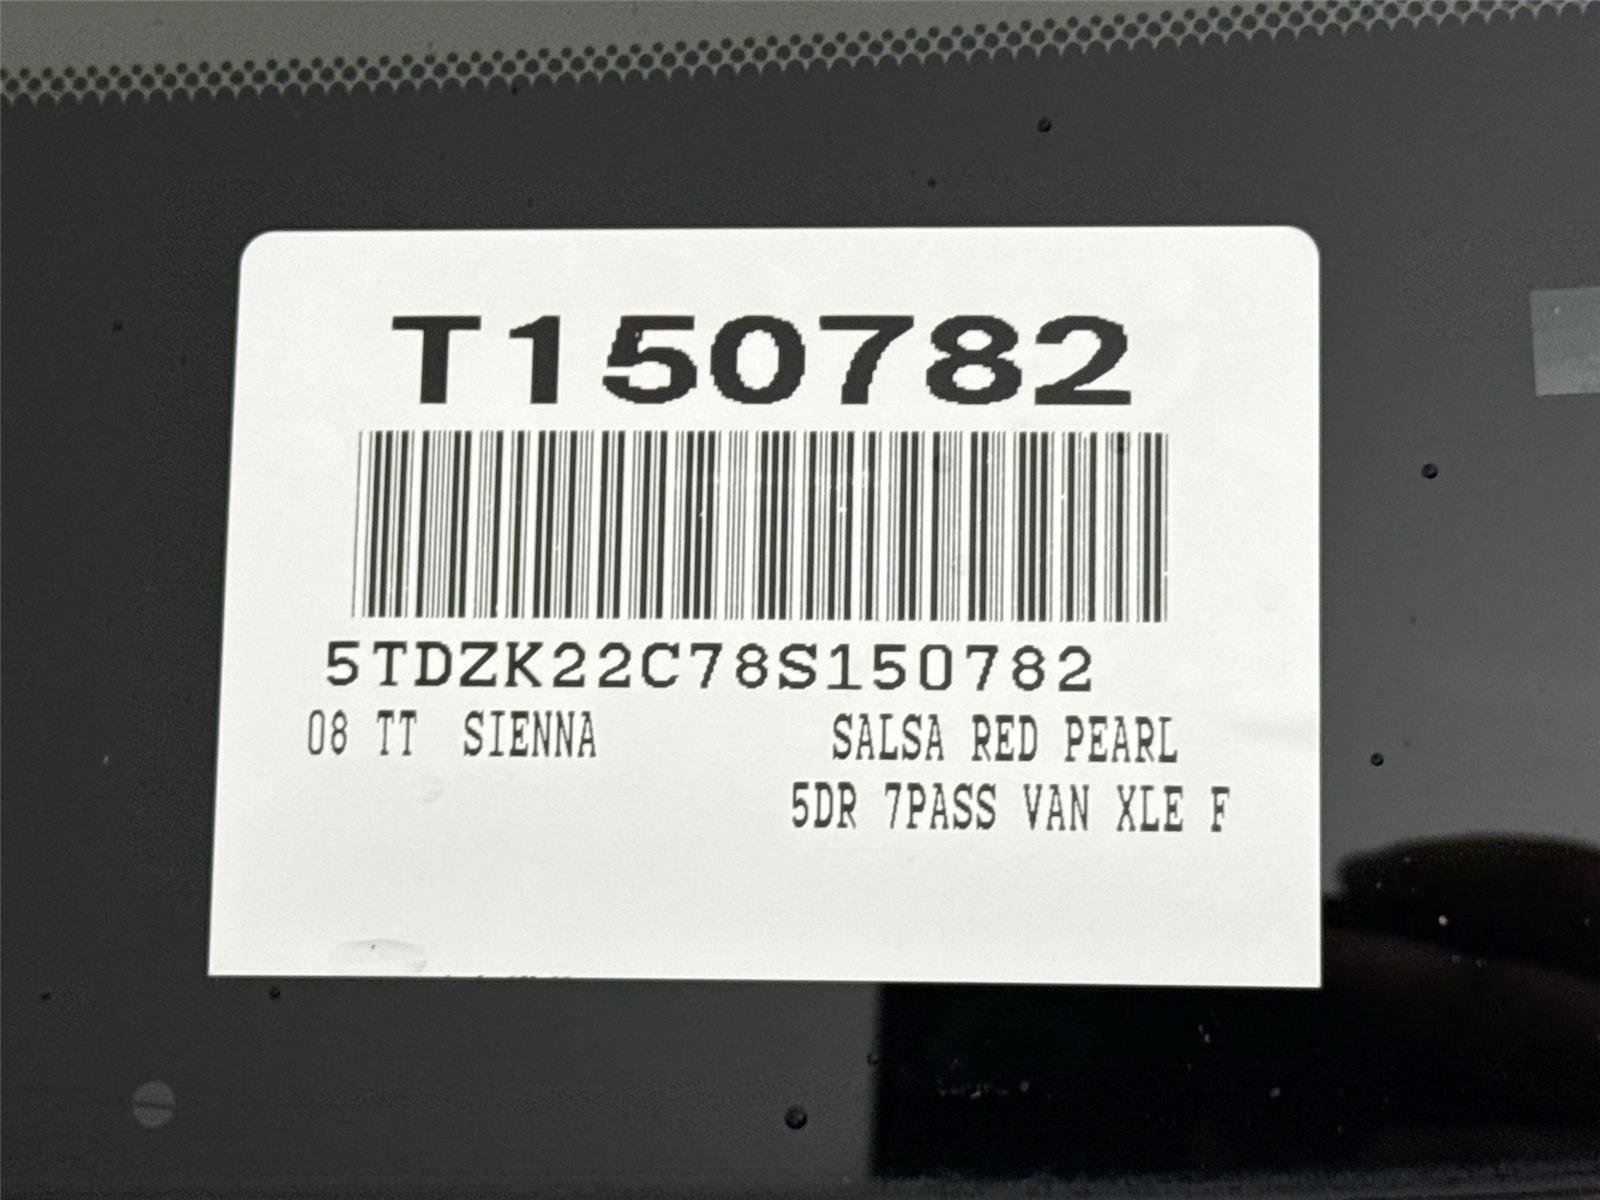 T150782
5TDZK22C78S150782
08 TT SIENNA SALSA RED PEARL
5DR 7PASS VAN XLE F